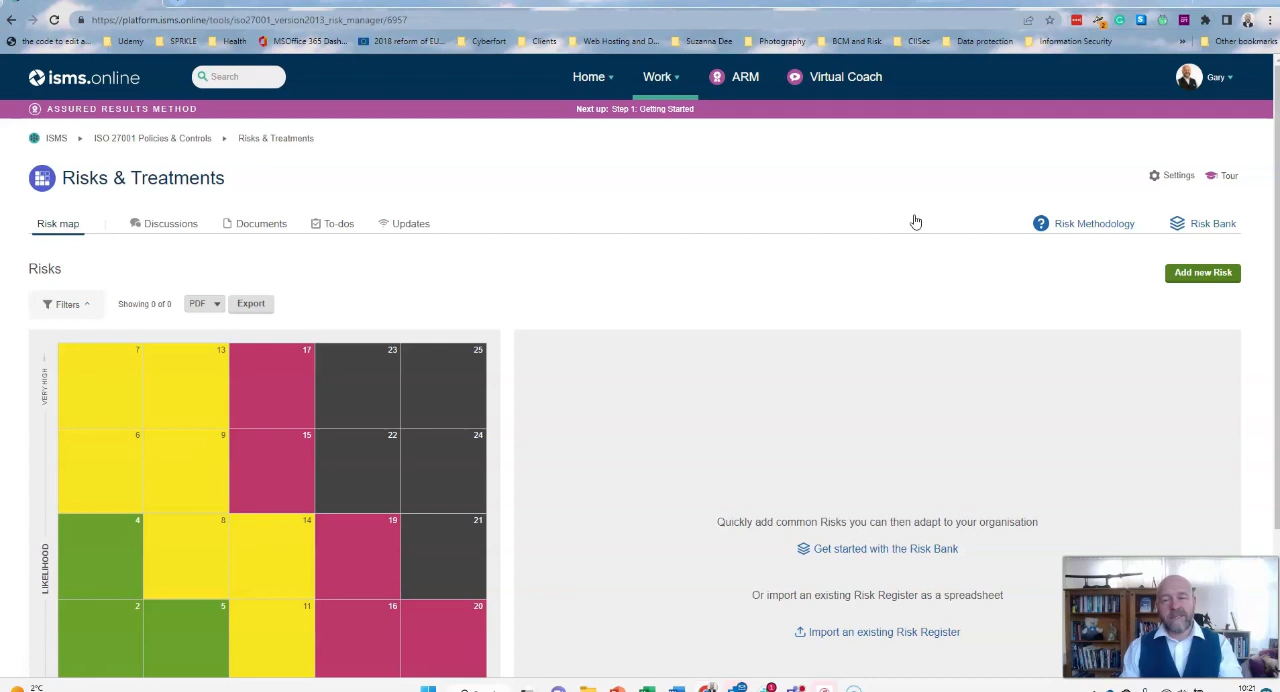 https://platform.isms.online/tools/iso27001_version2013_risk_manager/6957
the code to edit a... Udemy SPRKLE Health MSOffice 365 Dash... 2018 reform of EU... Cyberfort Clients Web Hosting and D... Suzanna Dee Photography BCM and Risk CIISec Data protection Information Security » Other bookmarks
isms.online Search Home Work ARM Virtual Coach Gary
ASSURED RESULTS METHOD Next up: Step 1: Getting Started
ISMS ISO 27001 Policies & Controls Risks & Treatments
Risks & Treatments Settings Tour
Risk map Discussions Documents To-dos Updates ? Risk Methodology Risk Bank
Risks
Add new Risk
Filters Showing 0 of 0 PDF Export
VERY HIGH
7 13 17 23 25
6 9 15 22 24
LIKELIHOOD
4 8 14 19 21
2 5 11 16 20
Quickly add common Risks you can then adapt to your organisation
Get started with the Risk Bank
Or import an existing Risk Register as a spreadsheet
Import an existing Risk Register
2°C 10:21